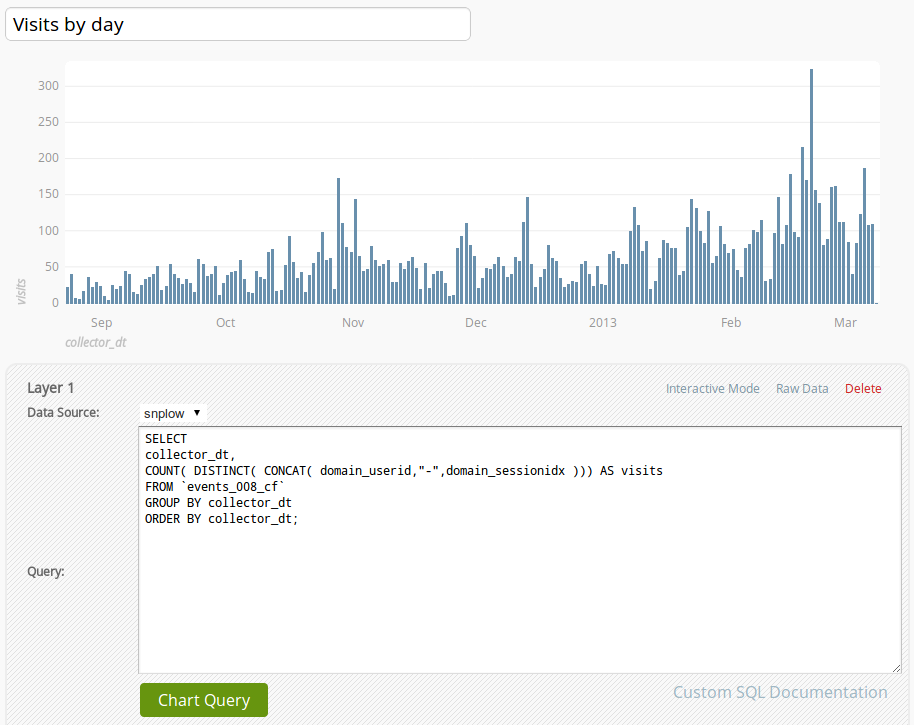 Visits by day
300
250
200
150
100
50
0
visits
Sep Oct Nov Dec 2013 Feb Mar
collector_dt
Layer 1 Interactive Mode Raw Data Delete
Data Source: snplow ▼
Query:
SELECT
collector_dt,
COUNT( DISTINCT( CONCAT( domain_userid,"-",domain_sessionidx ))) AS visits
FROM `events_008_cf`
GROUP BY collector_dt
ORDER BY collector_dt;
Chart Query Custom SQL Documentation